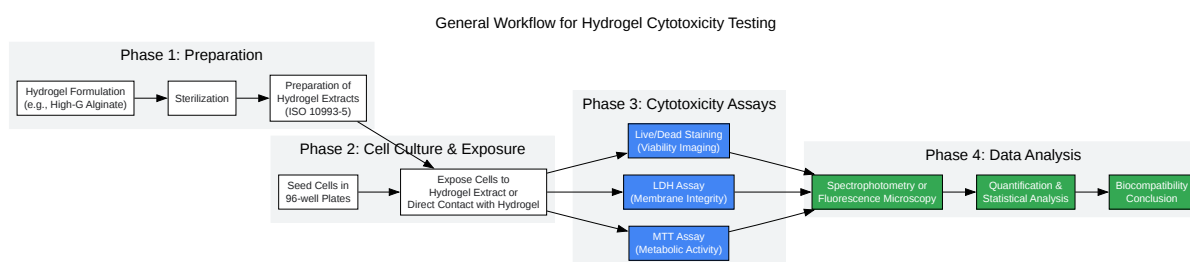 General Workflow for Hydrogel Cytotoxicity Testing
Phase 1: Preparation
Hydrogel Formulation
(e.g., High-G Alginate)
Sterilization
Preparation of
Hydrogel Extracts
(ISO 10993-5)
Phase 2: Cell Culture & Exposure
Seed Cells in
96-well Plates
Expose Cells to
Hydrogel Extract or
Direct Contact with Hydrogel
Phase 3: Cytotoxicity Assays
Live/Dead Staining
(Viability Imaging)
LDH Assay
(Membrane Integrity)
MTT Assay
(Metabolic Activity)
Phase 4: Data Analysis
Spectrophotometry or
Fluorescence Microscopy
Quantification &
Statistical Analysis
Biocompatibility
Conclusion